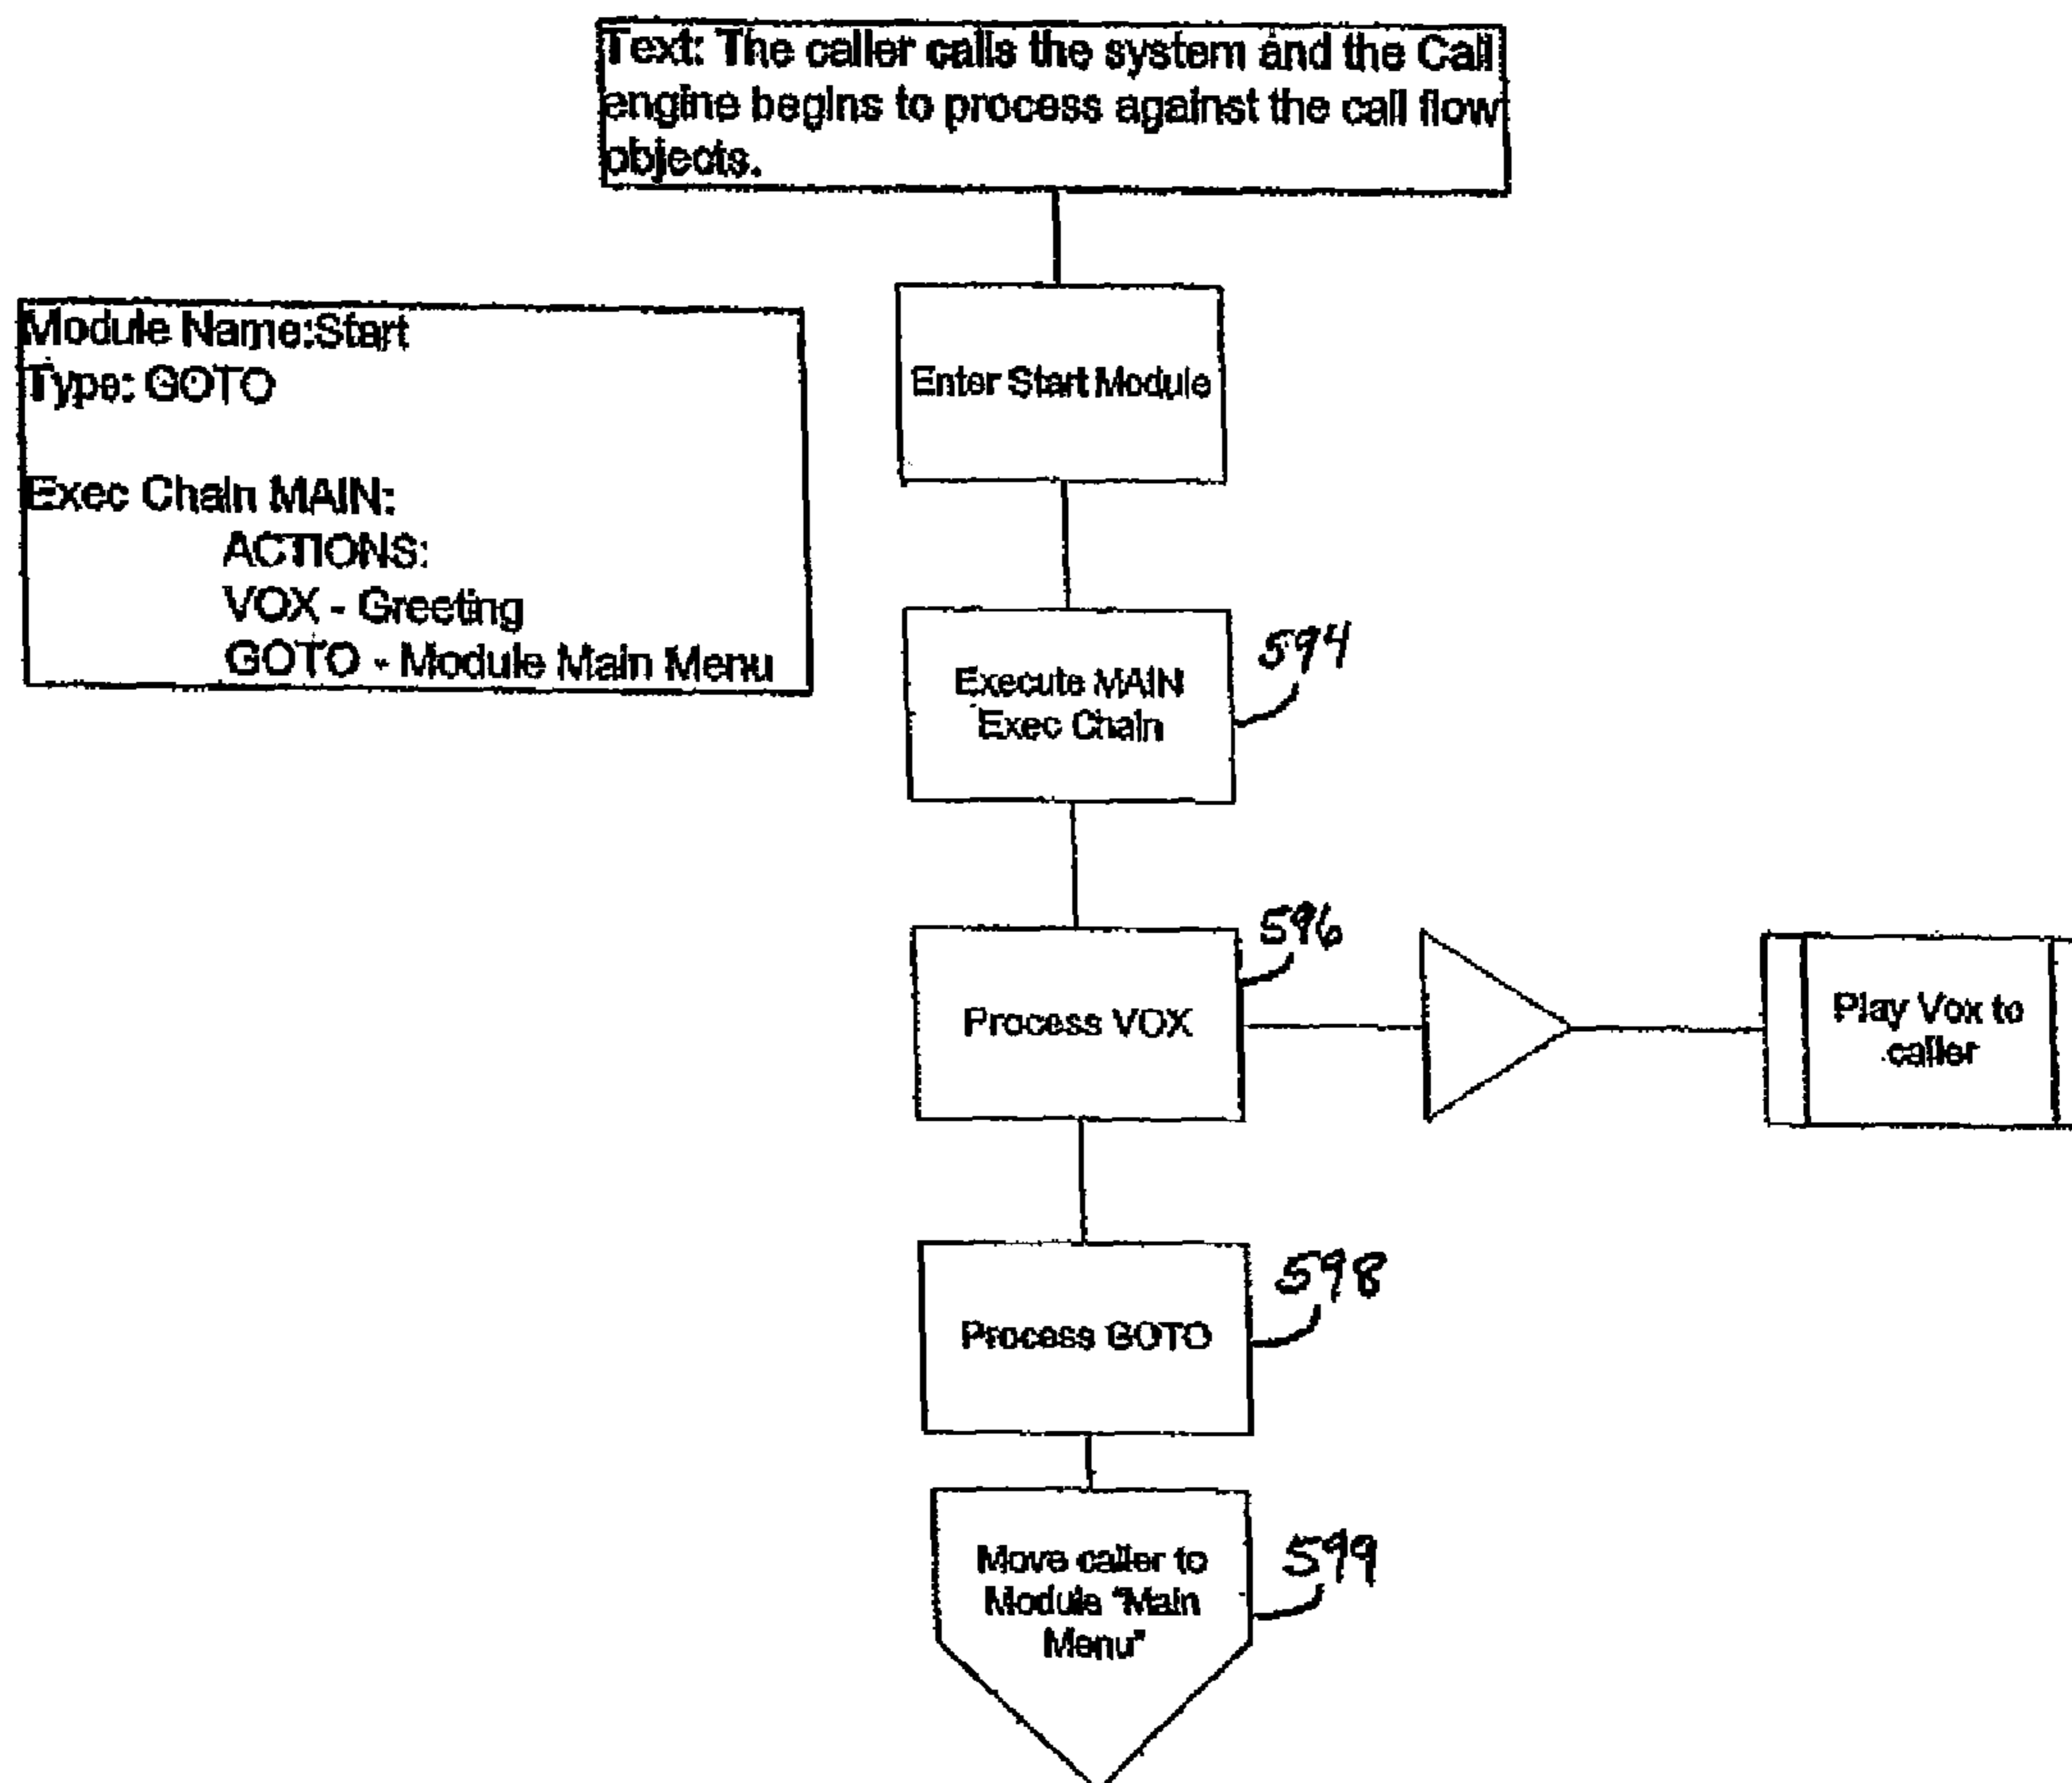 Text: The caller calls the system and the Call
engine begins to process against the call flow
objects.
Module Name:Start
Type: GOTO
Exec Chain MAIN:
ACTIONS:
VOX - Greeting
GOTO - Module Main Menu
Enter Start Module
Execute MAIN
Exec Chain
594
Process VOX
596
Play Vox to
caller
Process GOTO
598
Move caller to
Module "Main
Menu"
599